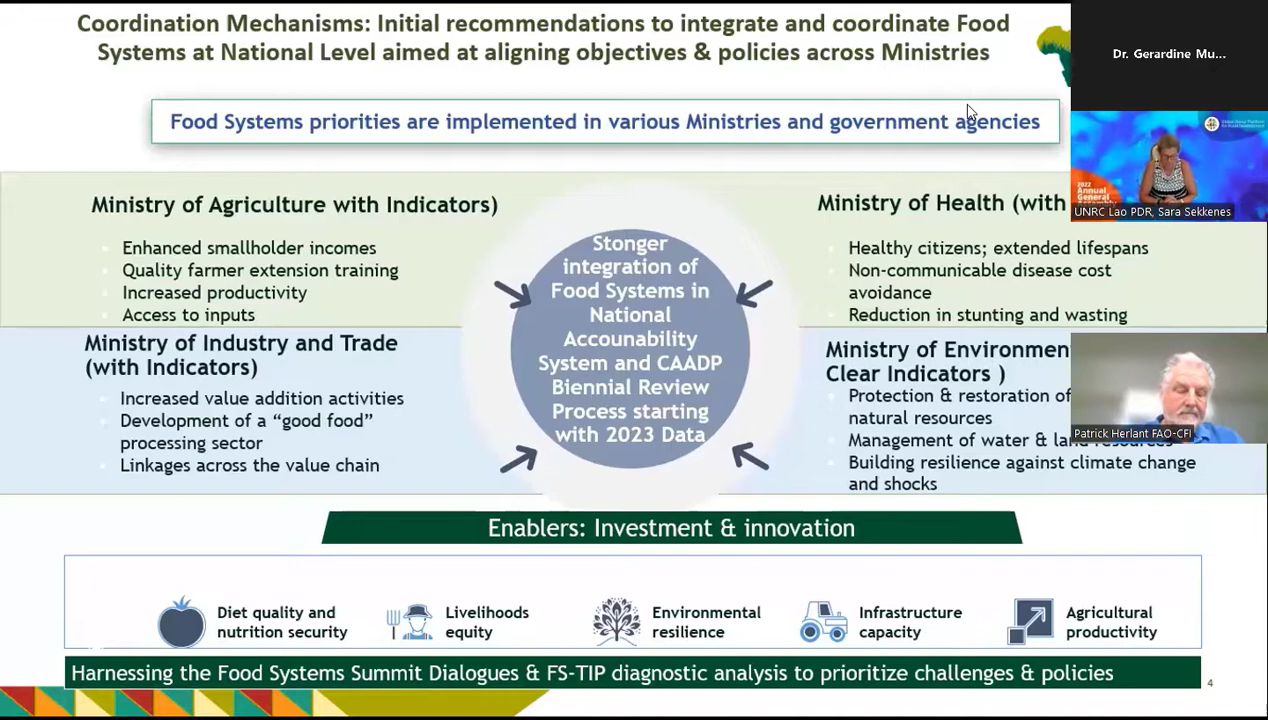 Coordination Mechanisms: Initial recommendations to integrate and coordinate Food
Systems at National Level aimed at aligning objectives & policies across Ministries
Dr. Gerardine Mu...
Food Systems priorities are implemented in various Ministries and government agencies
2022
Annual
General
Assembly
UNRC Lao PDR, Sara Sekkenes
Ministry of Agriculture with Indicators)
Enhanced smallholder incomes
Quality farmer extension training
Increased productivity
Access to inputs
Ministry of Health (with
Healthy citizens; extended lifespans
Non-communicable disease cost
avoidance
Reduction in stunting and wasting
Stonger
integration of
Food Systems in
National
Accounability
System and CAADP
Biennial Review
Process starting
with 2023 Data
Ministry of Industry and Trade
(with Indicators)
Increased value addition activities
Development of a “good food”
processing sector
Linkages across the value chain
Ministry of Environmen
Clear Indicators )
Protection & restoration of
natural resources
Management of water & land resources
Building resilience against climate change
and shocks
Patrick Herlant FAO-CFI
Enablers: Investment & innovation
Diet quality and
nutrition security
Livelihoods
equity
Environmental
resilience
Infrastructure
capacity
Agricultural
productivity
Harnessing the Food Systems Summit Dialogues & FS-TIP diagnostic analysis to prioritize challenges & policies
4